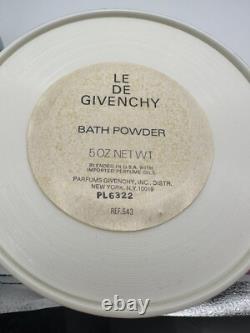 LE
DE
GIVENCHY
BATH POWDER
5 OZ NET WT.
BLENDED IN U.S.A. WITH
IMPORTED PERFUME OILS
PARFUMS GIVENCHY, INC., DISTR.
NEW YORK, N.Y. 10019
PL6322
REF. 543